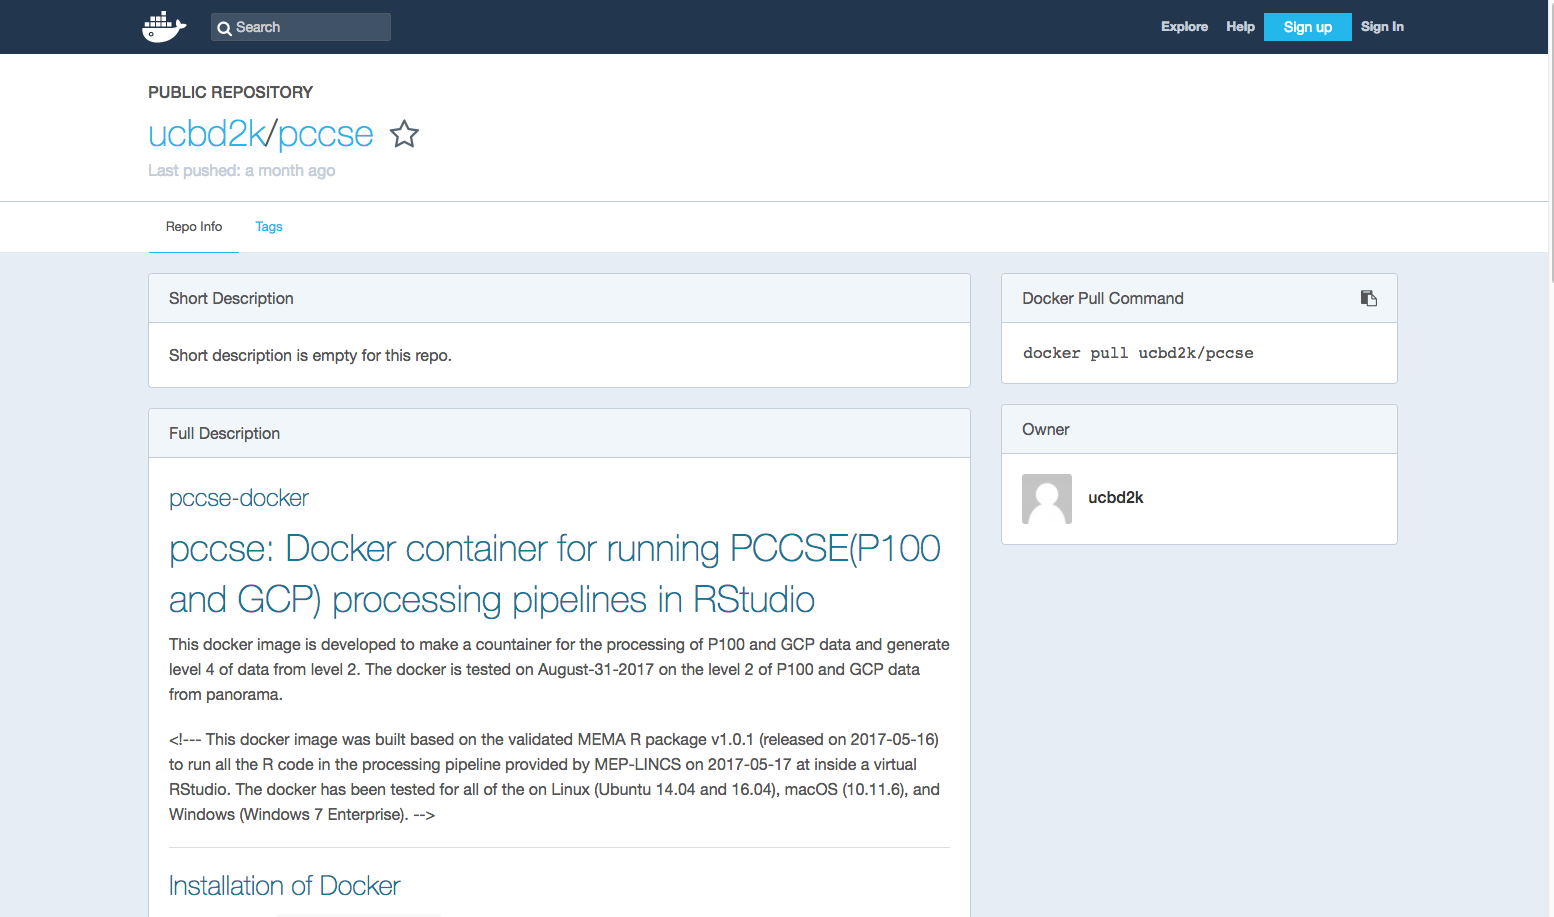 Search
Explore Help Sign up Sign In
PUBLIC REPOSITORY
ucbd2k/pccse
Last pushed: a month ago
Repo Info Tags
Short Description
Short description is empty for this repo.
Docker Pull Command
docker pull ucbd2k/pccse
Owner
ucbd2k
Full Description
pccse-docker
pccse: Docker container for running PCCSE(P100
and GCP) processing pipelines in RStudio
This docker image is developed to make a countainer for the processing of P100 and GCP data and generate
level 4 of data from level 2. The docker is tested on August-31-2017 on the level 2 of P100 and GCP data
from panorama.
<!--- This docker image was built based on the validated MEMA R package v1.0.1 (released on 2017-05-16)
to run all the R code in the processing pipeline provided by MEP-LINCS on 2017-05-17 at inside a virtual
RStudio. The docker has been tested for all of the on Linux (Ubuntu 14.04 and 16.04), macOS (10.11.6), and
Windows (Windows 7 Enterprise). -->
Installation of Docker